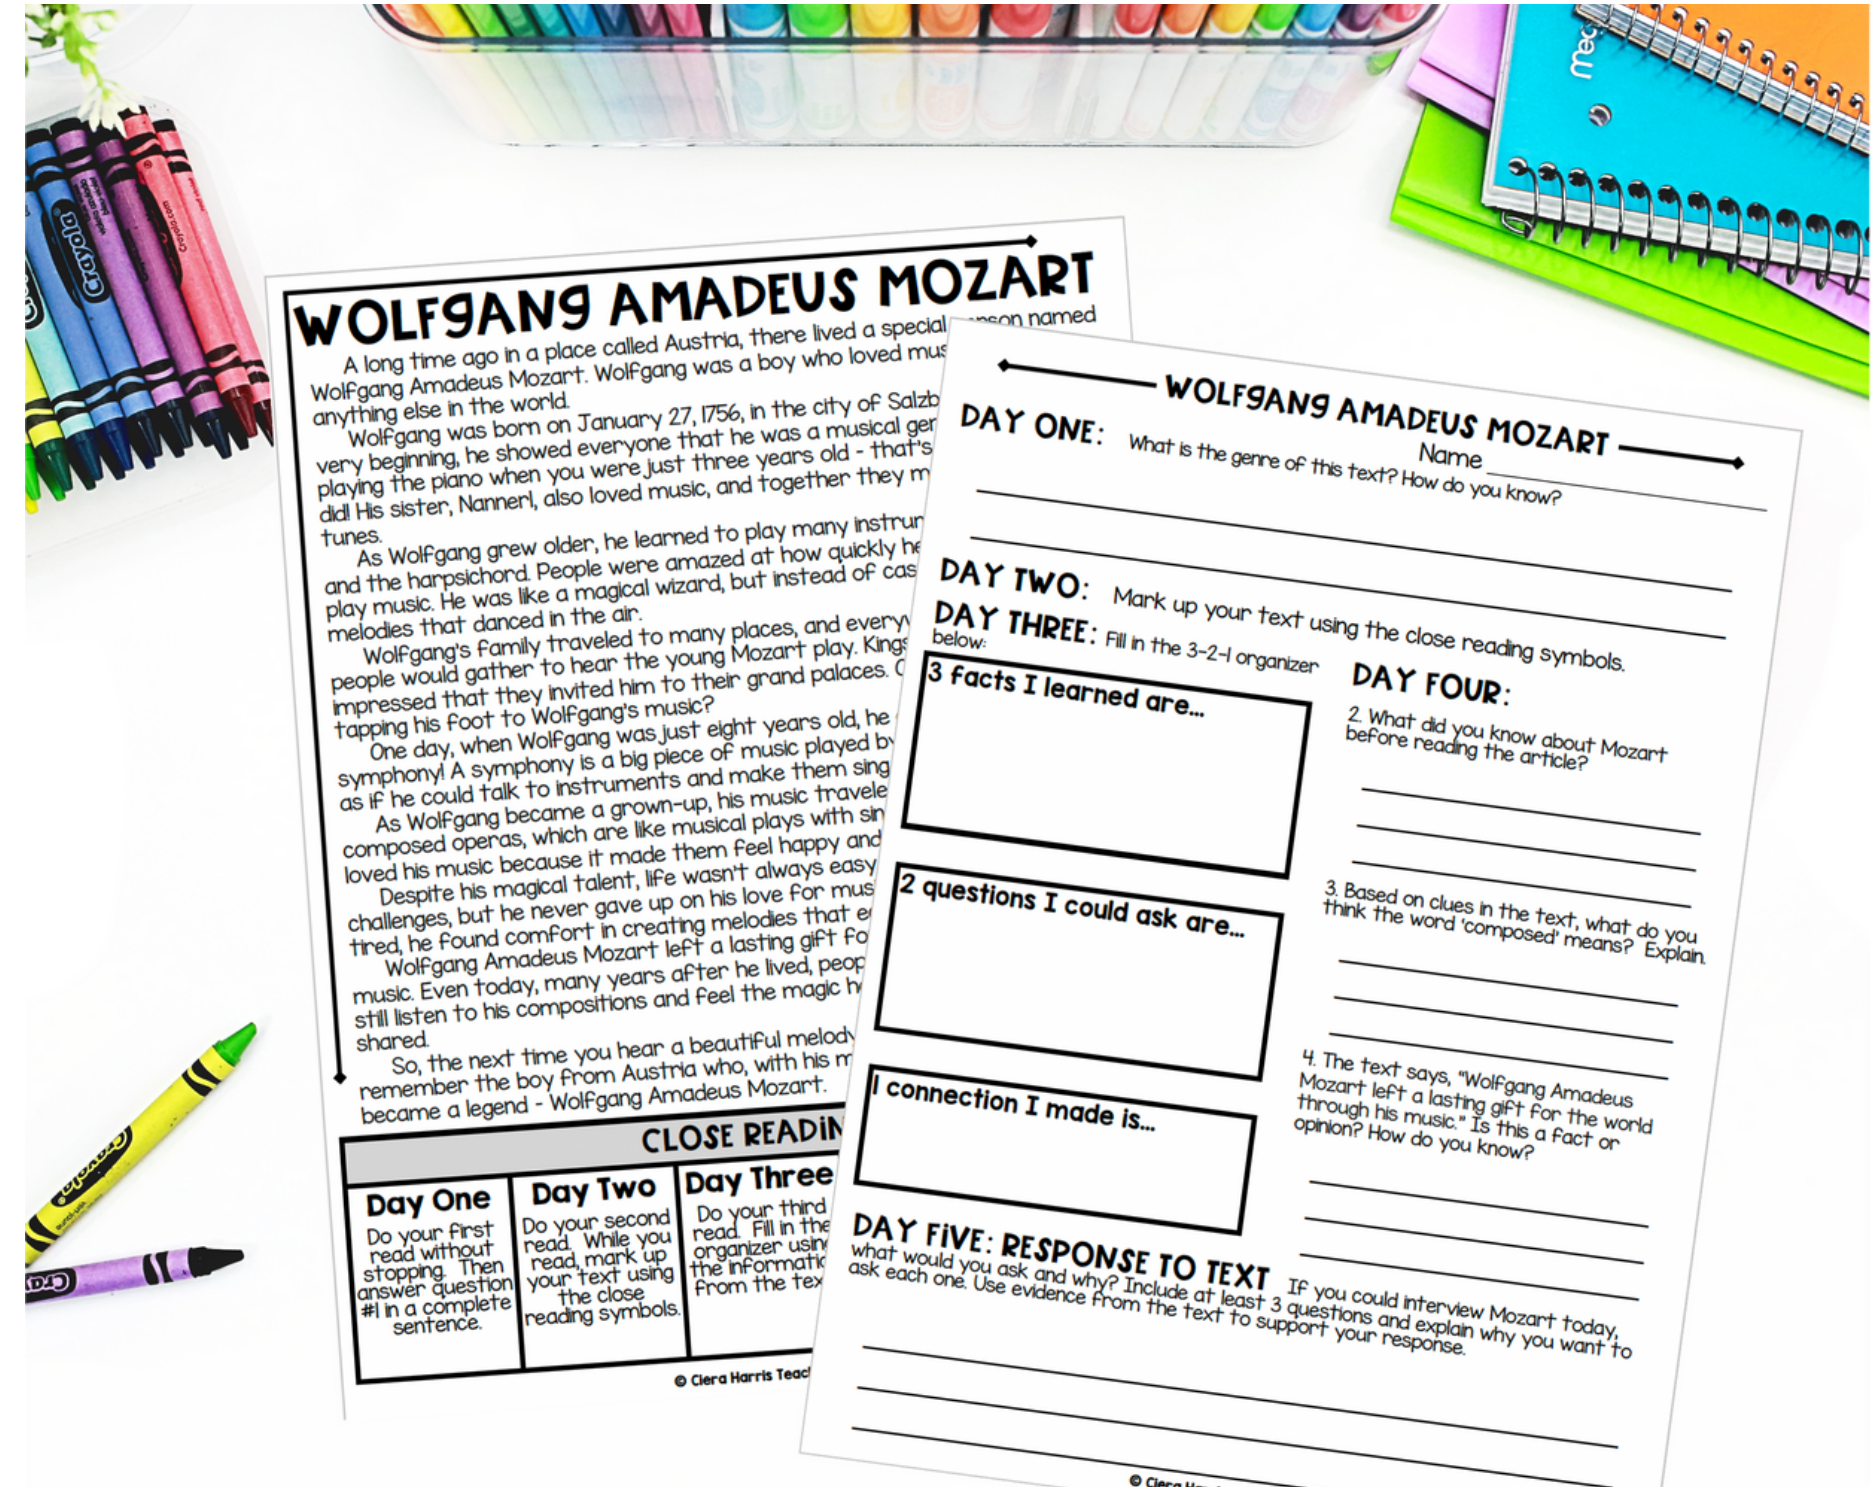 WOLFGANG AMADEUS MOZART
A long time ago in a place called Austria, there lived a special person named
Wolfgang Amadeus Mozart. Wolfgang was a boy who loved
anything else in the world.
Wolfgang was born on January 27, 1756, in the city of
very beginning, he showed everyone that he was a musical
playing the piano when you were just three years old - that's
did! His sister, Nannerl, also loved music, and together they
tunes.
As Wolfgang grew older, he learned to play many
and the harpsichord. People were amazed at how quickly
play music. He was like a magical wizard, but instead of
melodies that danced in the air.
Wolfgang's family traveled to many places, and
people would gather to hear the young Mozart play.
impressed that they invited him to their grand palaces.
tapping his foot to Wolfgang's music?
One day, when Wolfgang was just eight years old, he
symphony! A symphony is a big piece of music played
as if he could talk to instruments and make them sing
As Wolfgang became a grown-up, his music
composed operas, which are like musical plays with
loved his music because it made them feel happy and
Despite his magical talent, life wasn't always easy
challenges, but he never gave up on his love for
tired, he found comfort in creating melodies that
Wolfgang Amadeus Mozart left a lasting gift
music. Even today, many years after he lived,
still listen to his compositions and feel the magic
shared.
So, the next time you hear a beautiful melody
remember the boy from Austria who, with his
became a legend - Wolfgang Amadeus Mozart.
CLOSE
Day One
Do your first
read without
stopping. Then
answer question
#1 in a complete
sentence.
Day Two
Do your second
read. While you
read, mark up
your text using
the close
reading symbols.
Day Three
Do your third
read. Fill in the
organizer
the
from the
© Ciera Harris
WOLFGANG AMADEUS MOZART
Name
DAY ONE: What is the genre of this text? How do you know?
DAY TWO: Mark up your text using the close reading symbols.
DAY THREE: Fill in the 3-2-1 organizer
below:
3 facts I learned are...
2 questions I could ask are...
1 connection I made is...
DAY FOUR:
2. What did you know about Mozart
before reading the article?
3. Based on clues in the text, what do you
think the word 'composed' means? Explain.
4. The text says, "Wolfgang Amadeus
Mozart left a lasting gift for the world
through his music." Is this a fact or
opinion? How do you know?
DAY FIVE: RESPONSE TO TEXT If you could interview Mozart today,
what would you ask and why? Include at least 3 questions and explain why you want to
ask each one. Use evidence from the text to support your response.
© Ciera
Crayola
Crayola.com
Crayola